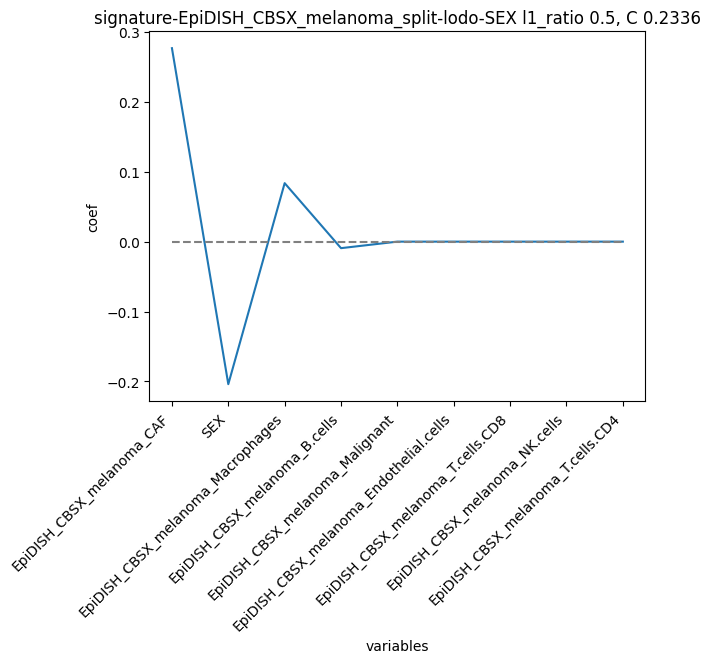 signature-EpiDISH_CBSX_melanoma_split-lodo-SEX l1_ratio 0.5, C 0.2336
0.3
0.2
0.1
0.0
−0.1
−0.2
coef
EpiDISH_CBSX_melanoma_CAF
SEX
EpiDISH_CBSX_melanoma_Macrophages
EpiDISH_CBSX_melanoma_B.cells
EpiDISH_CBSX_melanoma_Malignant
EpiDISH_CBSX_melanoma_Endothelial.cells
EpiDISH_CBSX_melanoma_T.cells.CD8
EpiDISH_CBSX_melanoma_NK.cells
EpiDISH_CBSX_melanoma_T.cells.CD4
variables